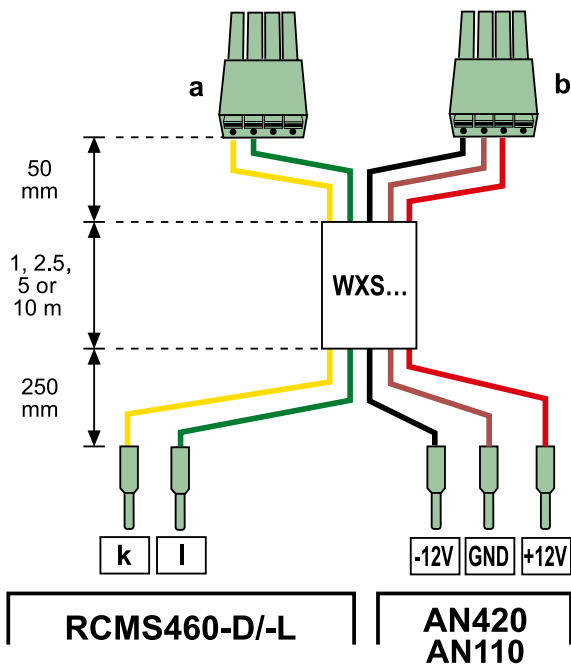 a
b
50
mm
1, 2.5,
5 or
10 m
WXS...
250
mm
k
l
-12V
GND
+12V
RCMS460-D/-L
AN420
AN110